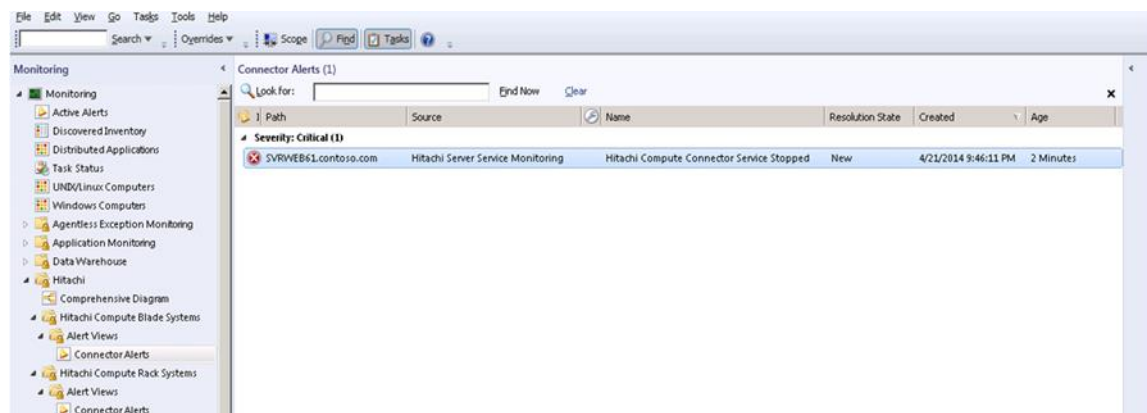 File Edit View Go Tasks Tools Help
Search Overrides Scope Find Tasks
Monitoring
Connector Alerts (1)
Look for: Find Now Clear
Monitoring
Active Alerts
Discovered Inventory
Distributed Applications
Task Status
UNIX/Linux Computers
Windows Computers
Agentless Exception Monitoring
Application Monitoring
Data Warehouse
Hitachi
Comprehensive Diagram
Hitachi Compute Blade Systems
Alert Views
Connector Alerts
Hitachi Compute Rack Systems
Alert Views
Connector Alerts
Path Source Name Resolution State Created Age
Severity: Critical (1)
SVRWEB61.contoso.com Hitachi Server Service Monitoring Hitachi Compute Connector Service Stopped New 4/21/2014 9:46:11 PM 2 Minutes